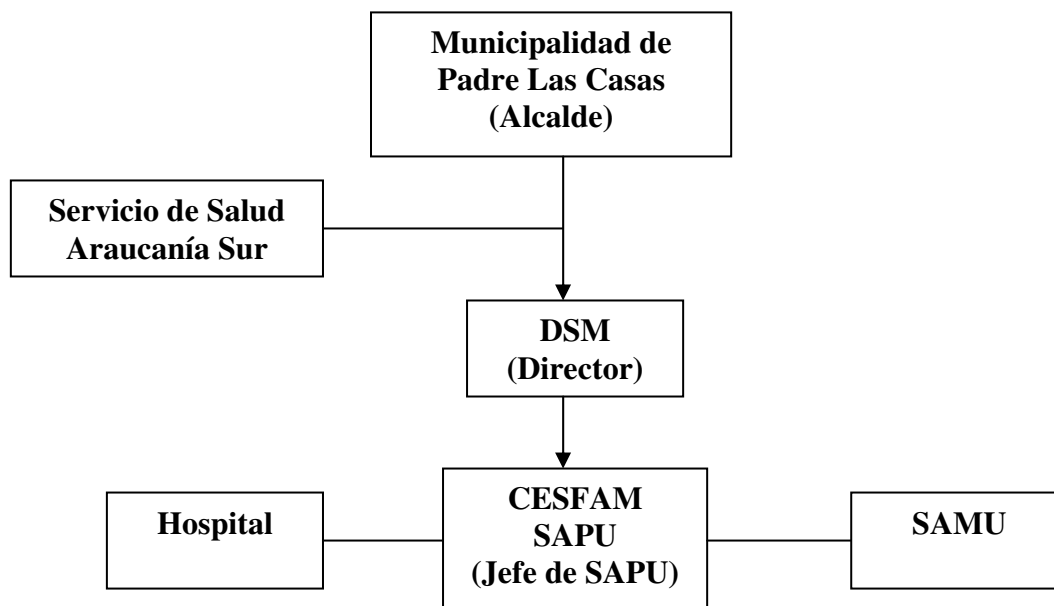 Municipalidad de
Padre Las Casas
(Alcalde)
Servicio de Salud
Araucanía Sur
DSM
(Director)
Hospital
CESFAM
SAPU
(Jefe de SAPU)
SAMU